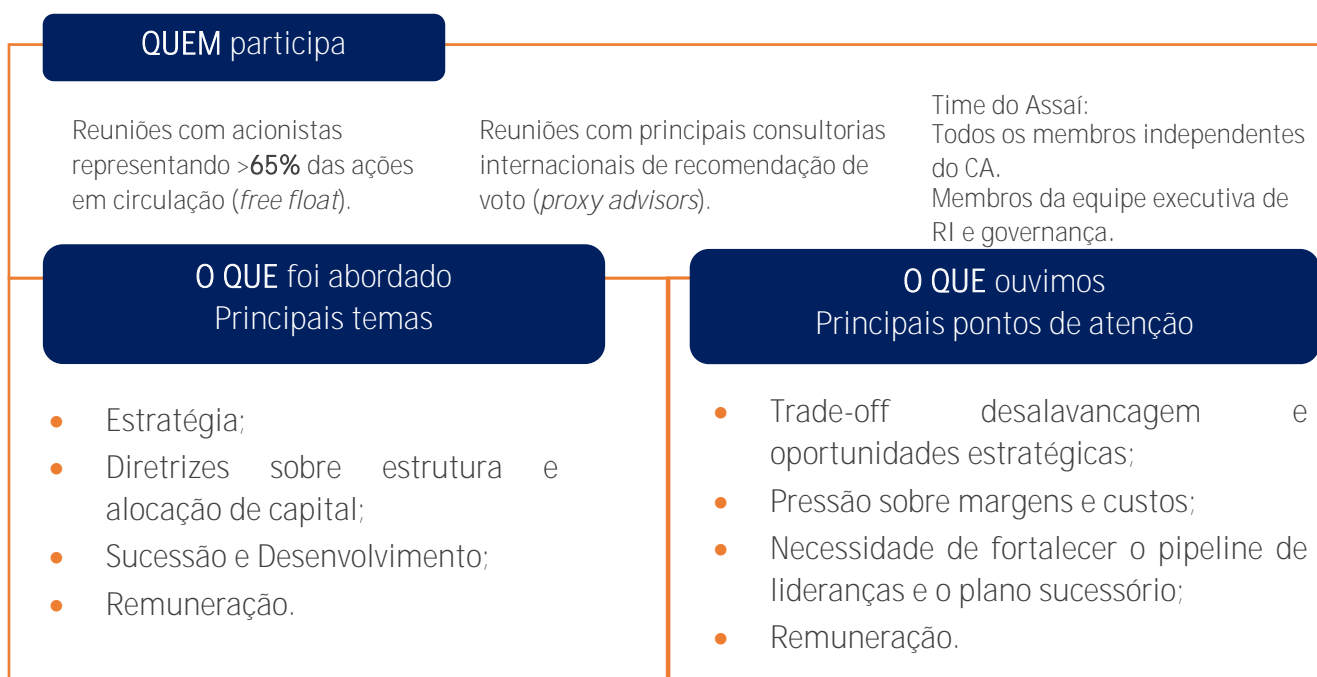 QUEM participa
Reuniões com acionistas
representando >65% das ações
em circulação (free float).
Reuniões com principais consultorias
internacionais de recomendação de
voto (proxy advisors).
Time do Assaí:
Todos os membros independentes
do CA.
Membros da equipe executiva de
RI e governança.
O QUE foi abordado
Principais temas
• Estratégia;
• Diretrizes sobre estrutura e
alocação de capital;
• Sucessão e Desenvolvimento;
• Remuneração.
O QUE ouvimos
Principais pontos de atenção
• Trade-off desalavancagem e
oportunidades estratégicas;
• Pressão sobre margens e custos;
• Necessidade de fortalecer o pipeline de
lideranças e o plano sucessório;
• Remuneração.